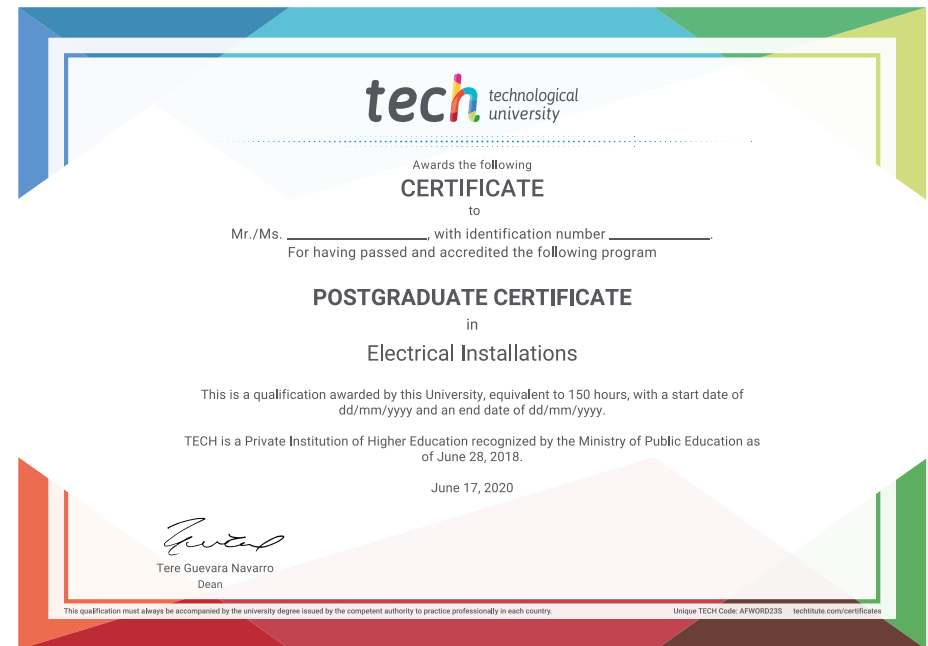 tech technological
university
Awards the following
CERTIFICATE
to
Mr./Ms. ____________________, with identification number ______________.
For having passed and accredited the following program
POSTGRADUATE CERTIFICATE
in
Electrical Installations
This is a qualification awarded by this University, equivalent to 150 hours, with a start date of
dd/mm/yyyy and an end date of dd/mm/yyyy.
TECH is a Private Institution of Higher Education recognized by the Ministry of Public Education as
of June 28, 2018.
June 17, 2020
Tere Guevara Navarro
Dean
This qualification must always be accompanied by the university degree issued by the competent authority to practice professionally in each country.
Unique TECH Code: AFWORD23S techtitute.com/certificates